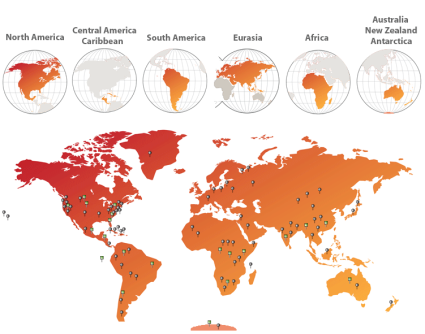 North America
Central America
Caribbean
South America
Eurasia
Africa
Australia
New Zealand
Antarctica